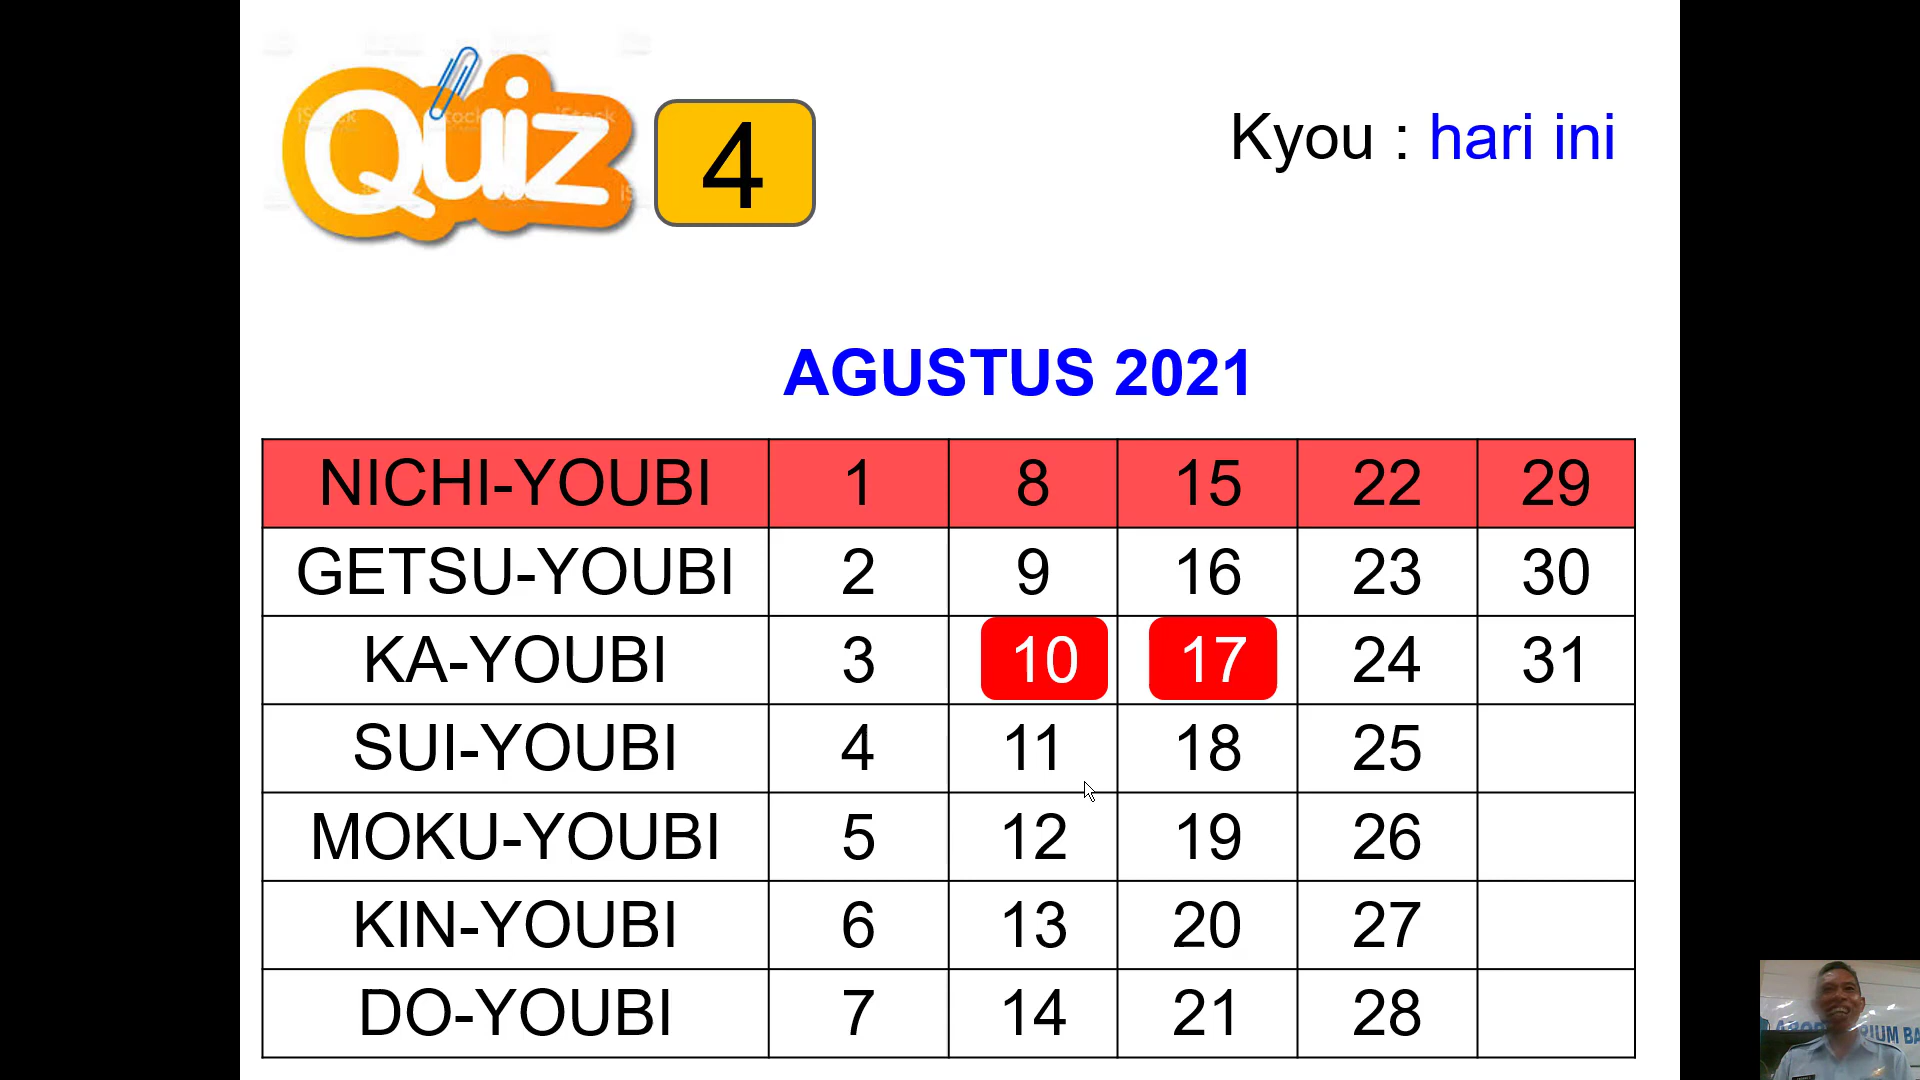 Quiz
4
Kyou : hari ini
AGUSTUS 2021
NICHI-YOUBI 1 8 15 22 29
GETSU-YOUBI 2 9 16 23 30
KA-YOUBI 3 10 17 24 31
SUI-YOUBI 4 11 18 25
MOKU-YOUBI 5 12 19 26
KIN-YOUBI 6 13 20 27
DO-YOUBI 7 14 21 28